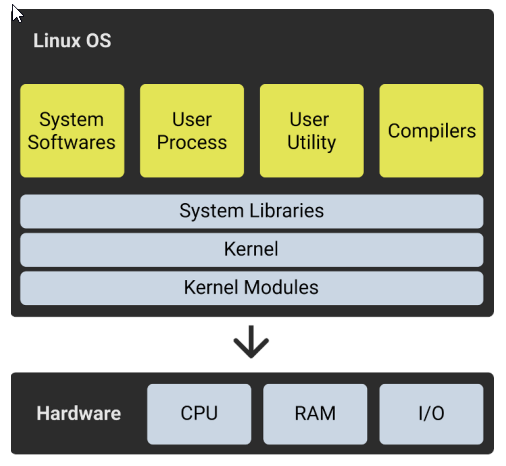 Linux OS
System
Softwares
User
Process
User
Utility
Compilers
System Libraries
Kernel
Kernel Modules
Hardware
CPU
RAM
I/O